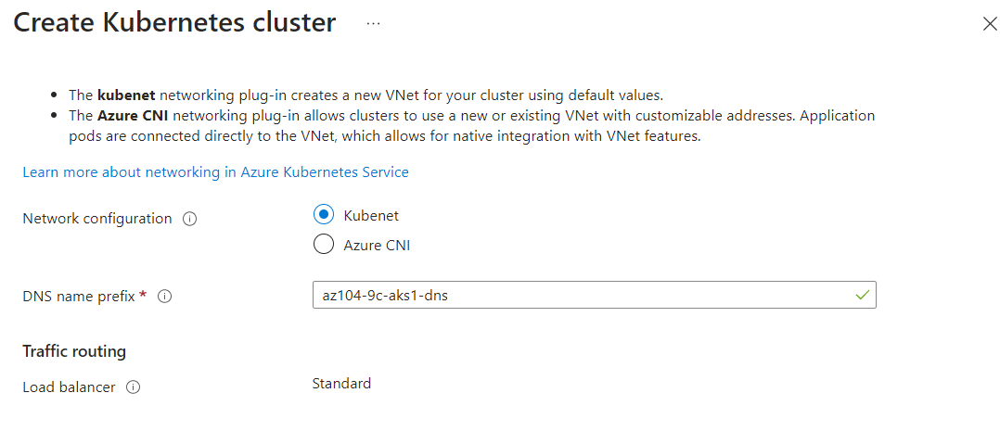 Create Kubernetes cluster ...
• The kubenet networking plug-in creates a new VNet for your cluster using default values.
• The Azure CNI networking plug-in allows clusters to use a new or existing VNet with customizable addresses. Application
pods are connected directly to the VNet, which allows for native integration with VNet features.
Learn more about networking in Azure Kubernetes Service
Network configuration
Kubenet
Azure CNI
DNS name prefix *
az104-9c-aks1-dns
Traffic routing
Load balancer
Standard